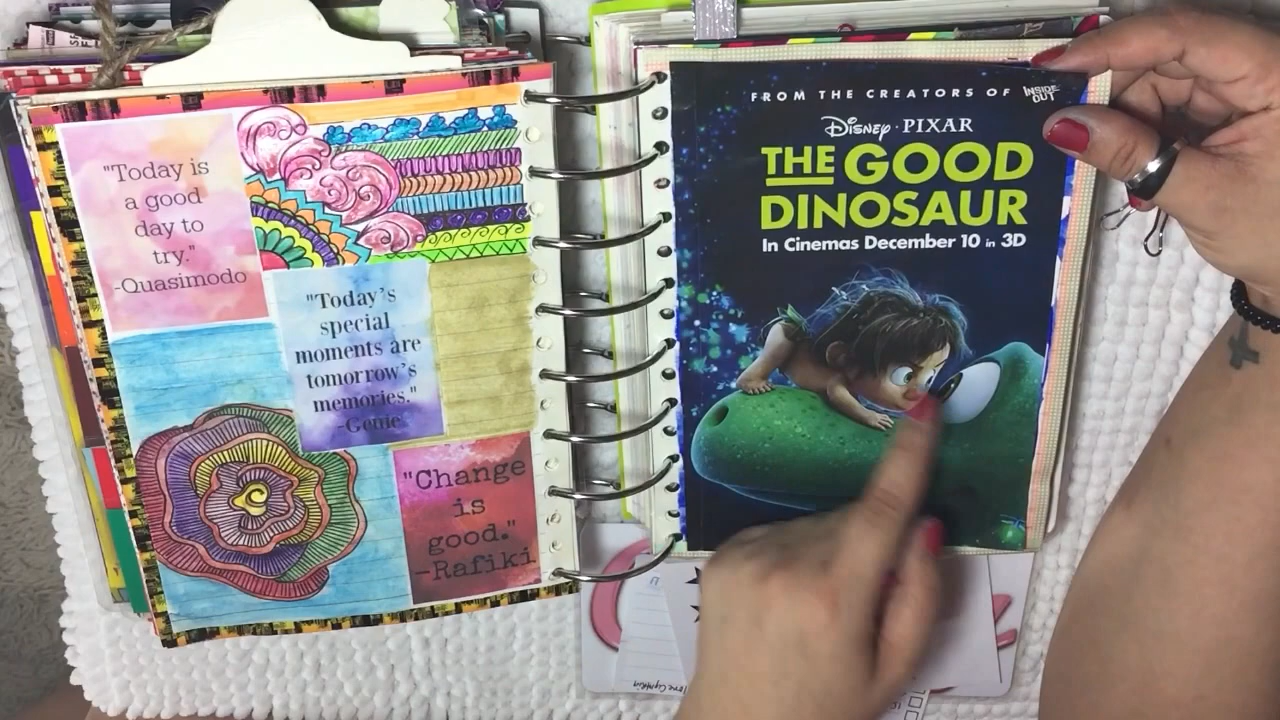 "Today is
a good
day to
try."
-Quasimodo
"Today's
special
moments are
tomorrow's
memories."
-Genie
"Change
is
good."
-Rafiki
FROM THE CREATORS OF INSIDE OUT
Disney · PIXAR
THE GOOD
DINOSAUR
In Cinemas December 10 in 3D